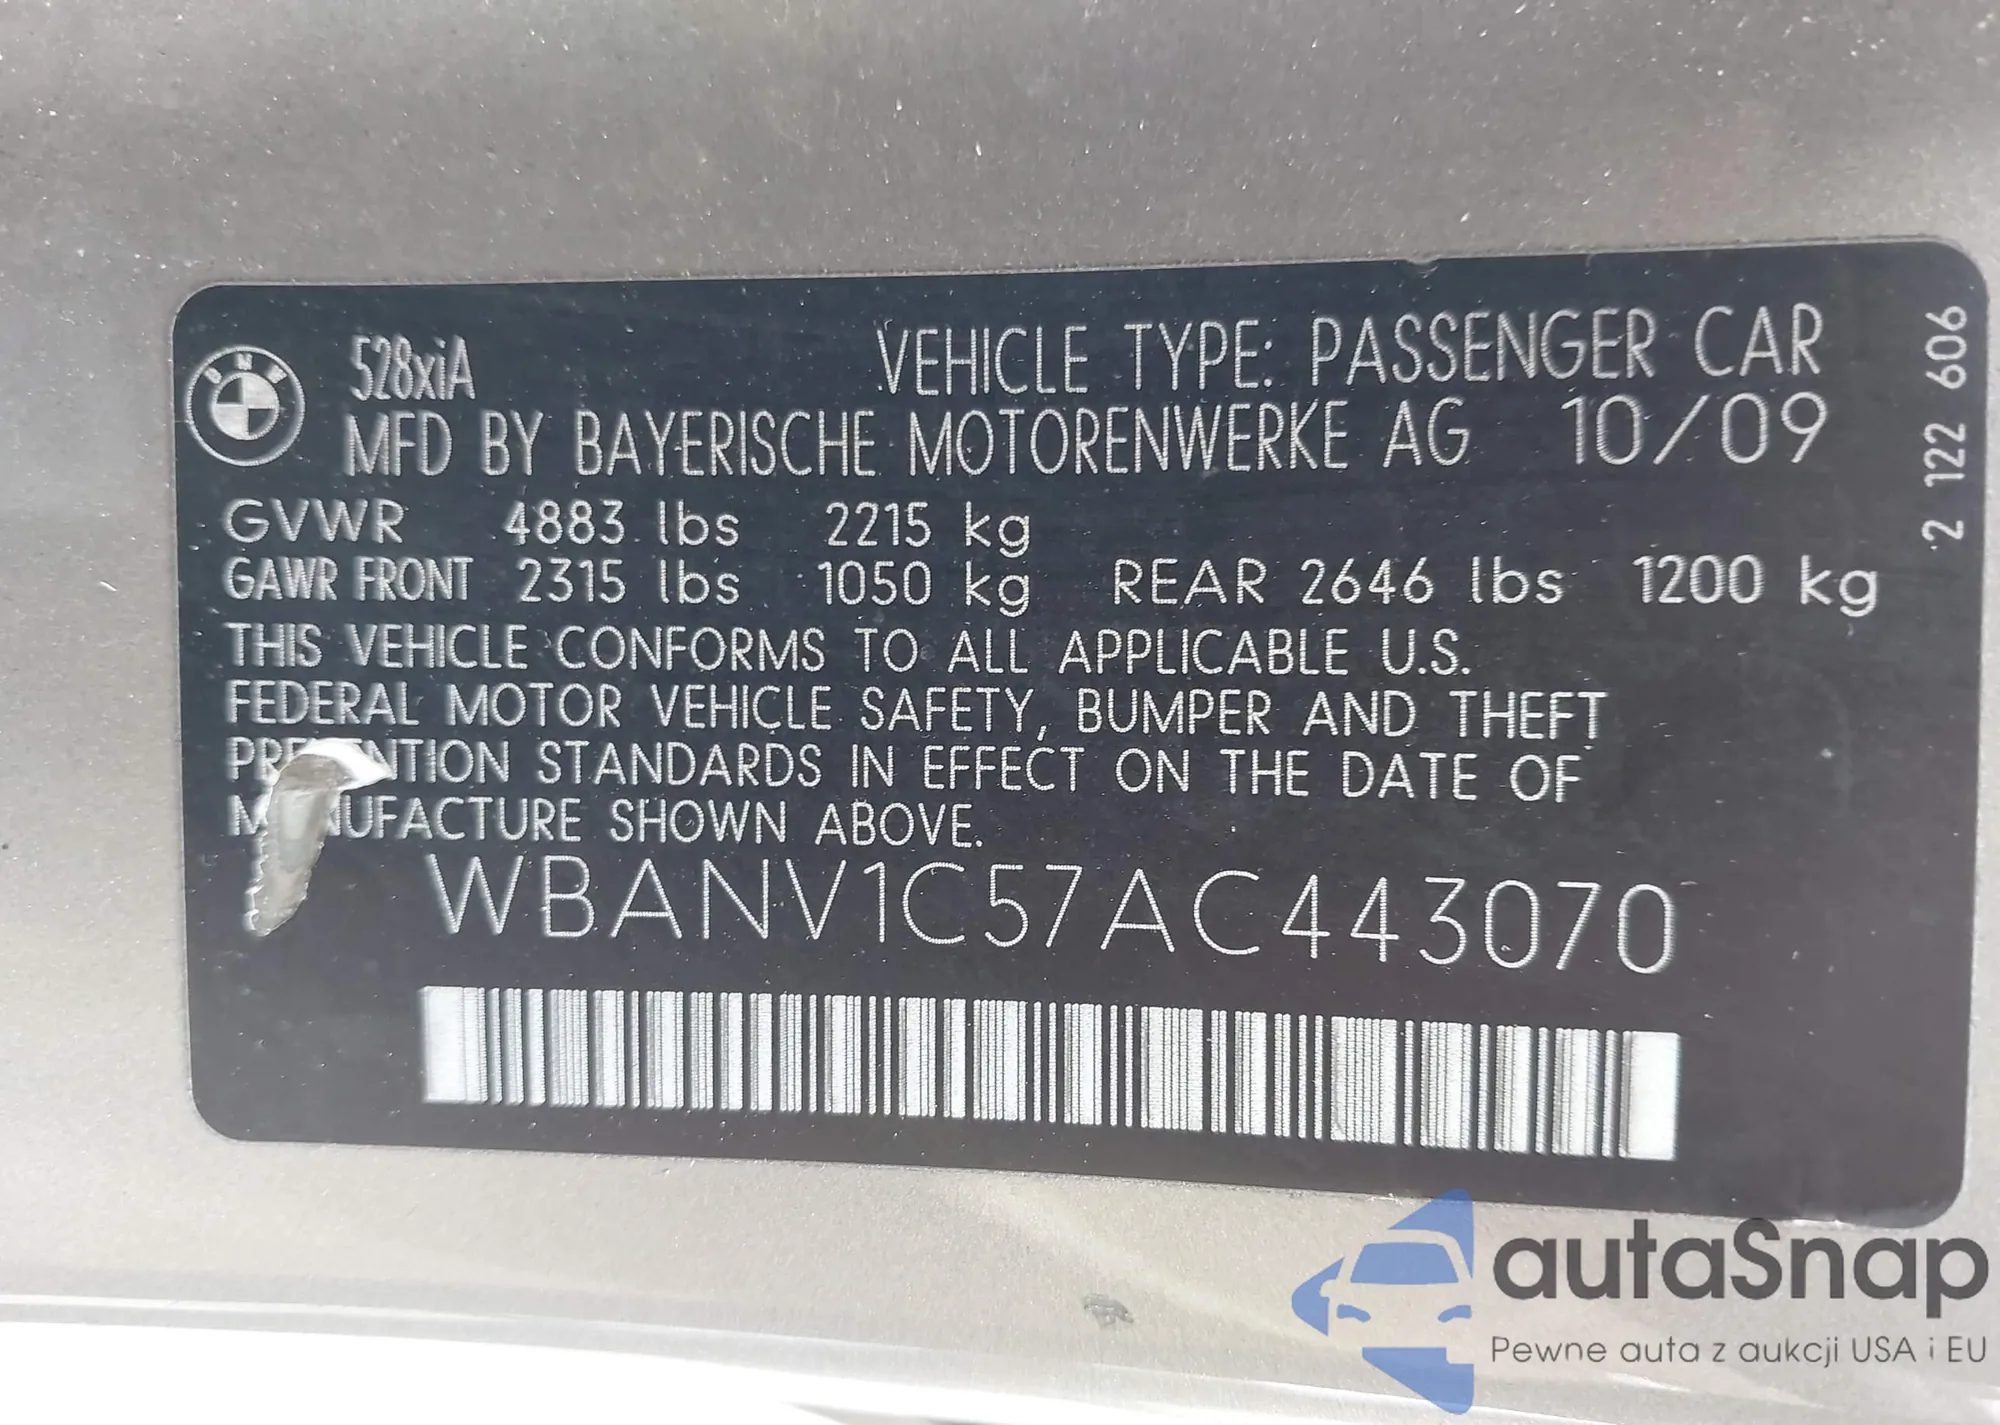 BMW
528xiA
VEHICLE TYPE: PASSENGER CAR
MFD BY BAYERISCHE MOTORENWERKE AG 10/09
GVWR 4883 lbs 2215 kg
GAWR FRONT 2315 lbs 1050 kg REAR 2646 lbs 1200 kg
THIS VEHICLE CONFORMS TO ALL APPLICABLE U.S.
FEDERAL MOTOR VEHICLE SAFETY, BUMPER AND THEFT
STANDARDS IN EFFECT ON THE DATE OF
SHOWN ABOVE.
WBANV1C57AC443070
2 122 606
autaSnap
Pewne auta z aukcji USA i EU